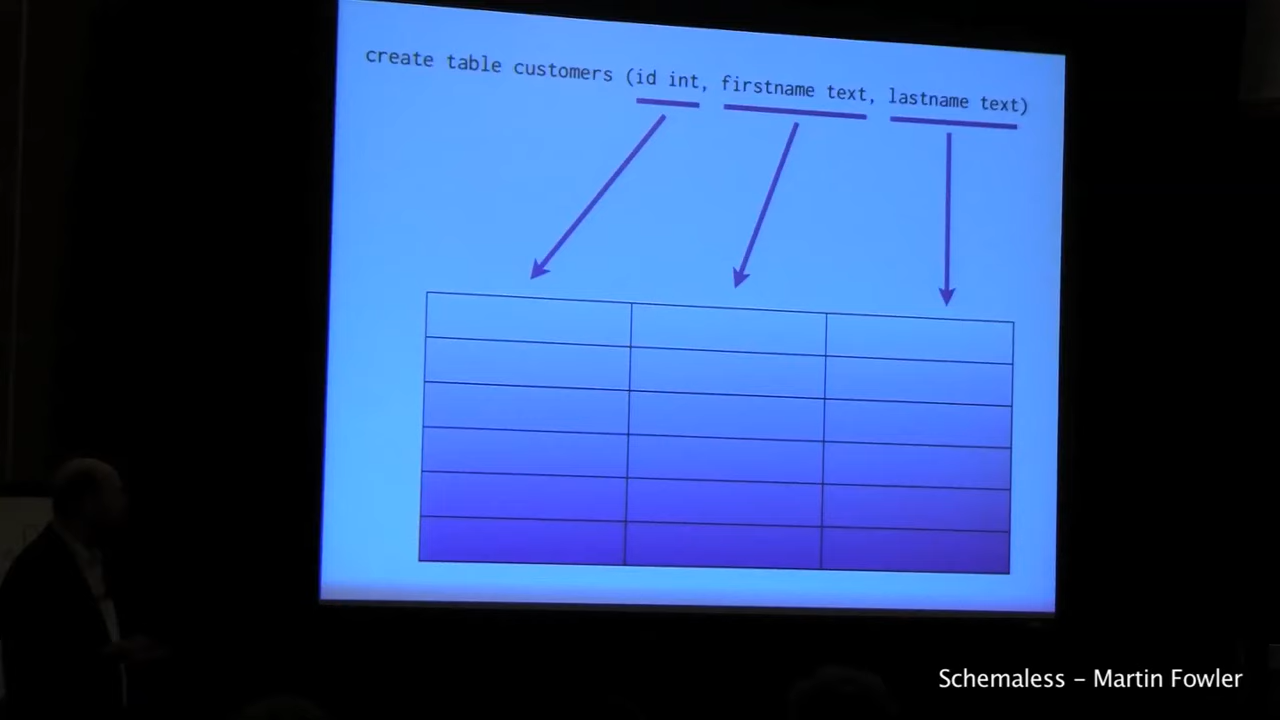 create table customers (id int, firstname text, lastname text)
Schemaless – Martin Fowler